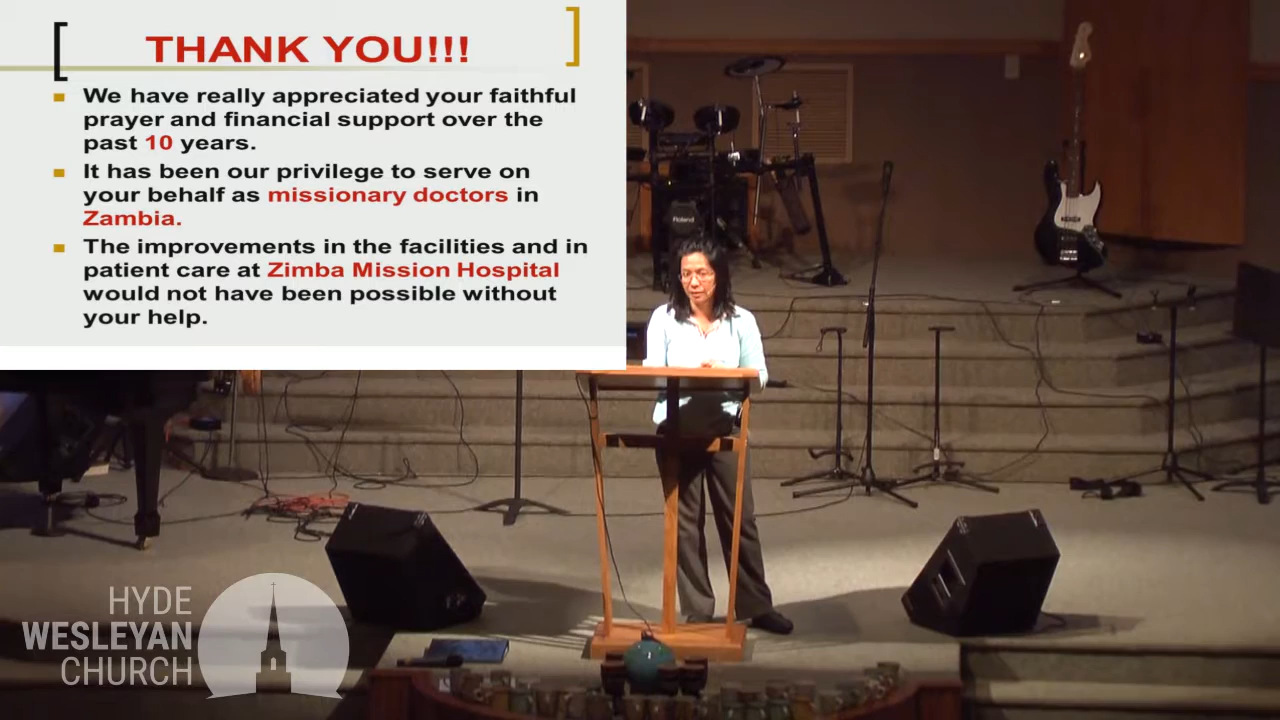 THANK YOU!!!
We have really appreciated your faithful
prayer and financial support over the
past 10 years.
It has been our privilege to serve on
your behalf as missionary doctors in
Zambia.
The improvements in the facilities and in
patient care at Zimba Mission Hospital
would not have been possible without
your help.
Roland
HYDE
WESLEYAN
CHURCH